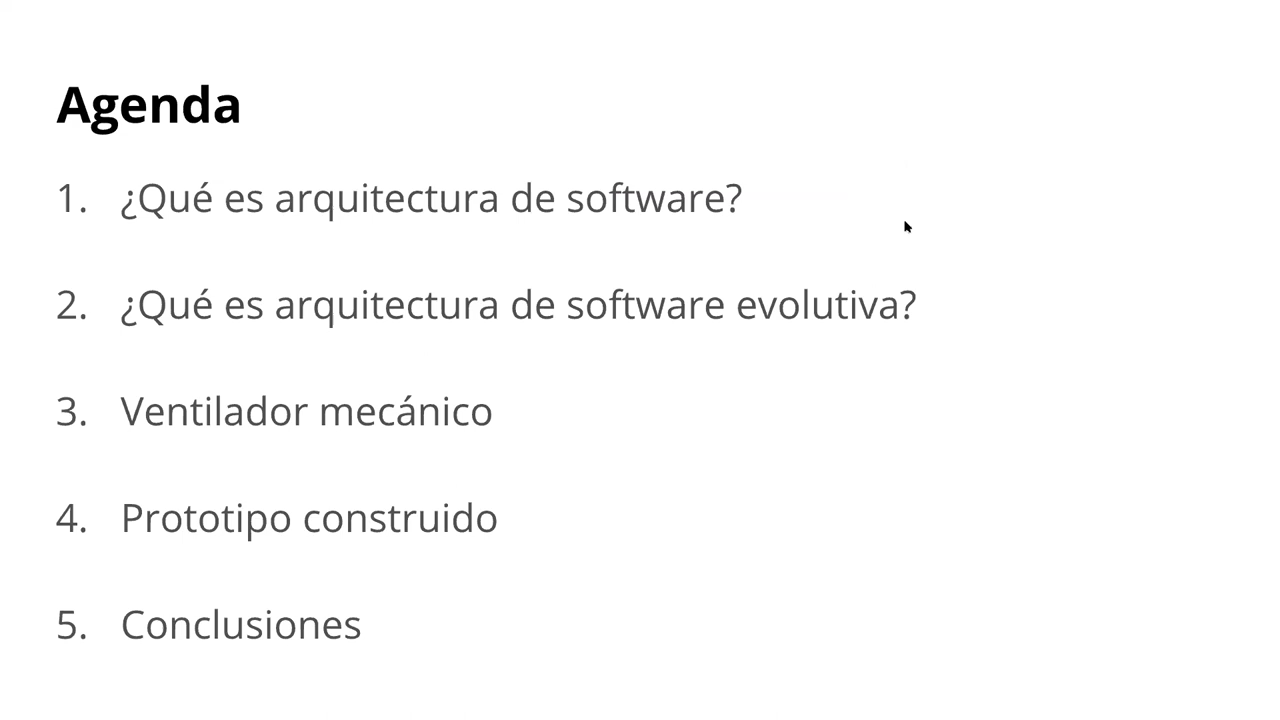 Agenda
1. ¿Qué es arquitectura de software?
2. ¿Qué es arquitectura de software evolutiva?
3. Ventilador mecánico
4. Prototipo construido
5. Conclusiones